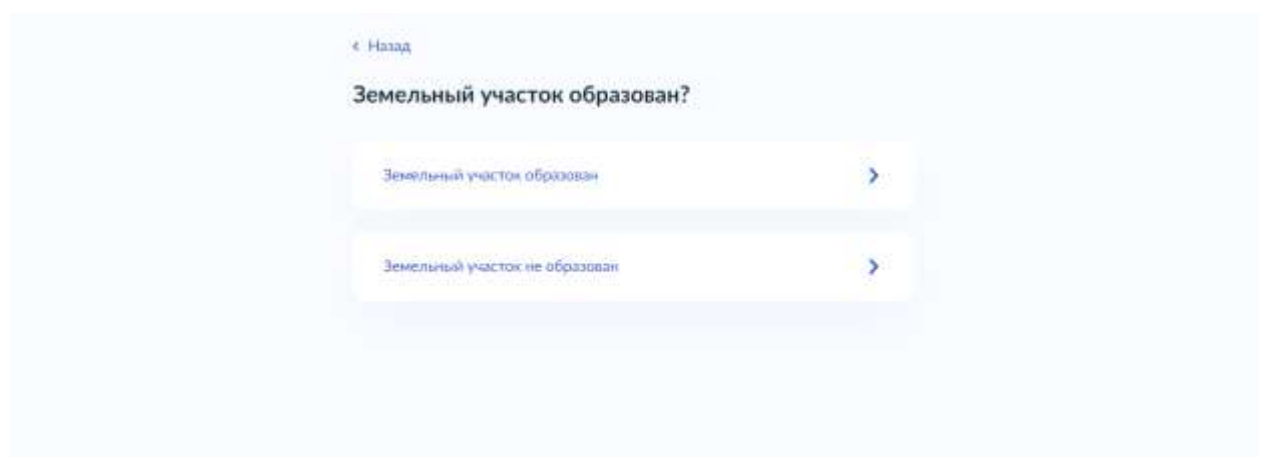 Назад
Земельный участок образован?
Земельный участок образован
Земельный участок не образован